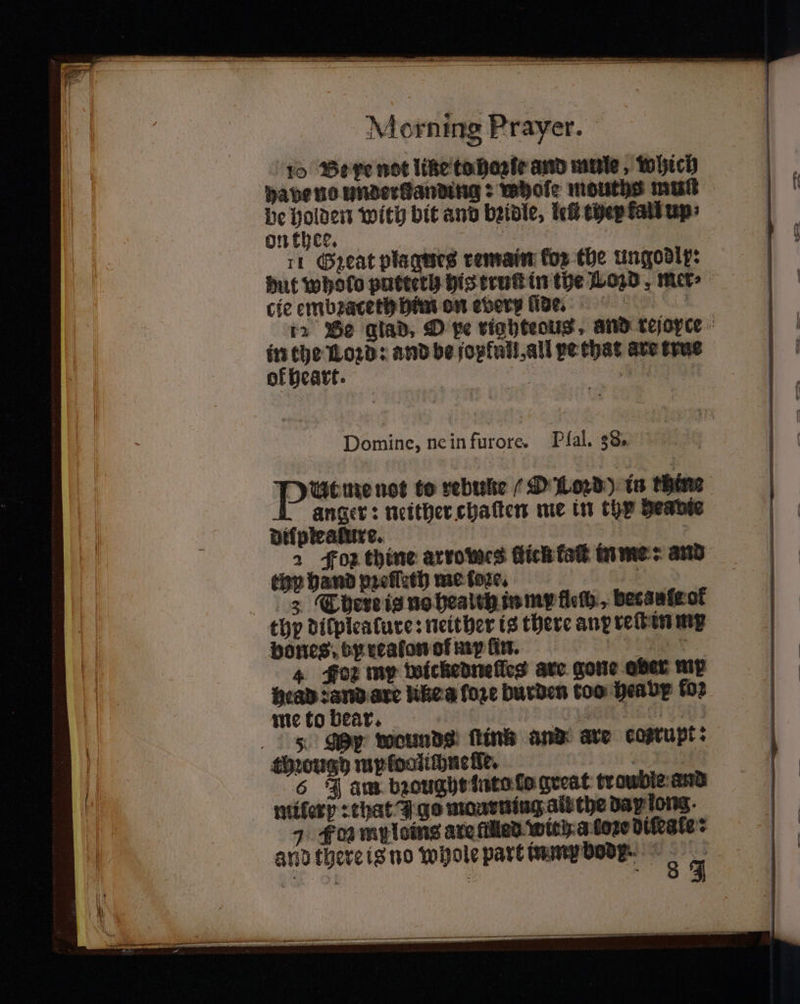 Morning Prayer.
10 Be ye not like to horſe and mule, which
have no underſtanding : whoſe mouths muſt
be holden with bit and bridle, leſt they fall up-
on thee.
11 Great plagues remain for the ungodly:
but whoſo putteth his truſt in the Lord, mer-
cie embraceth him on every ſide.
12 Be glad, O ye righteous, and rejoyce
in the Lord: and be joyfull, all ye that are true
of heart.
Domine, ne in furore. Pſal. 38.
PUt me not to rebuke (O Lord) in thine
anger: neither chaſten me in thy heavie
diſpleaſure.
2 For thine arrowes ſtick faſt in me: and
thy hand preſſeth me ſore.
3 There is no health in my fleſh, becauſe of
thy diſpleaſure: neither is there any reſt in my
bones, by reaſon of my ſin.
4 For my wickedneſſes are gone over my
head: and are like a ſore burden too heavy for
me to bear.
5 My wounds ſtink and are corrupt:
through my fooliſhneſſe.
6 I am brought into ſo great trouble and
miſery : that I go mourning all the day long.
7 For my loins are filled with a ſore diſeaſe:
and there is no whole part in my body.
8 I